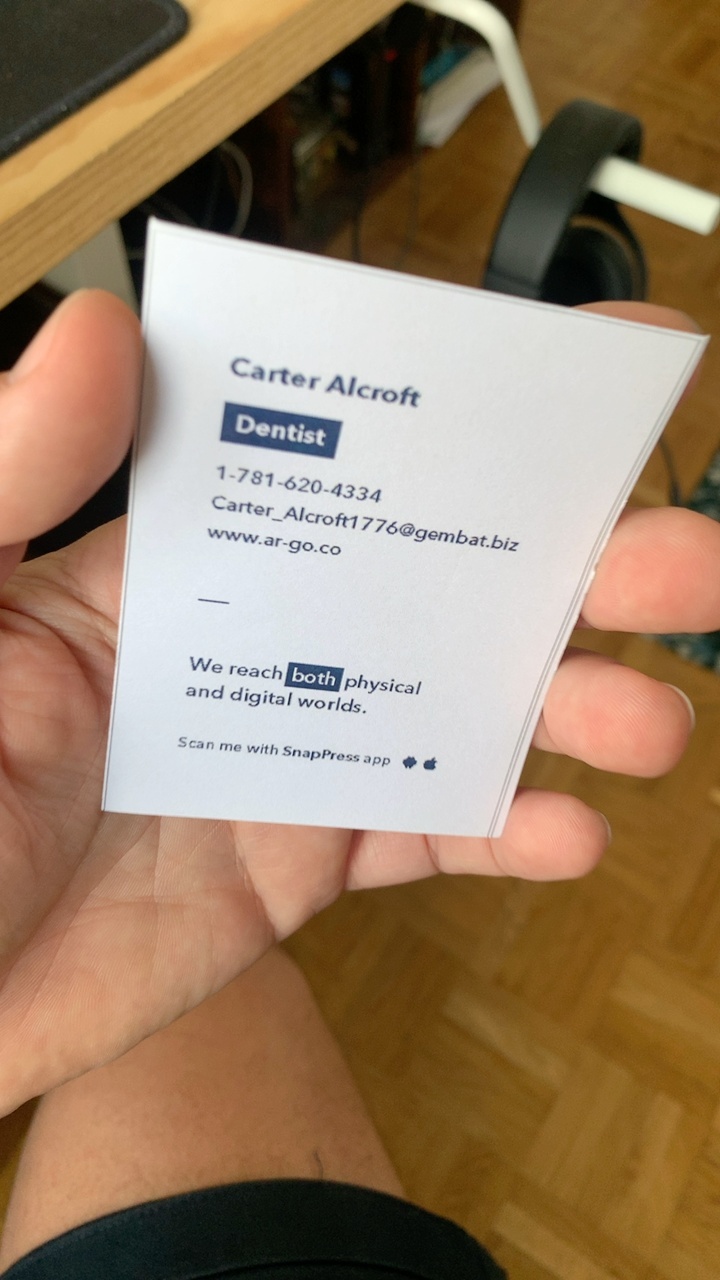 Carter Alcroft
Dentist
1-781-620-4334
Carter_Alcroft1776@gembat.biz
www.ar-go.co
We reach both physical
and digital worlds.
Scan me with SnapPress app